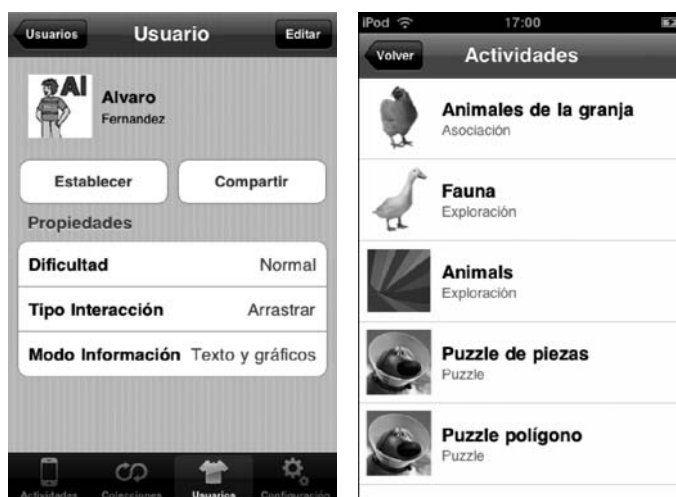 Usuarios Usuario Editar
Al
Alvaro
Fernandez
Establecer Compartir
Propiedades
Dificultad Normal
Tipo Interacción Arrastrar
Modo Información Texto y gráficos
Actividades Colecciones Usuarios Configuración
iPod 17:00
Volver Actividades
Animales de la granja
Asociación
Fauna
Exploración
Animals
Exploración
Puzzle de piezas
Puzzle
Puzzle polígono
Puzzle